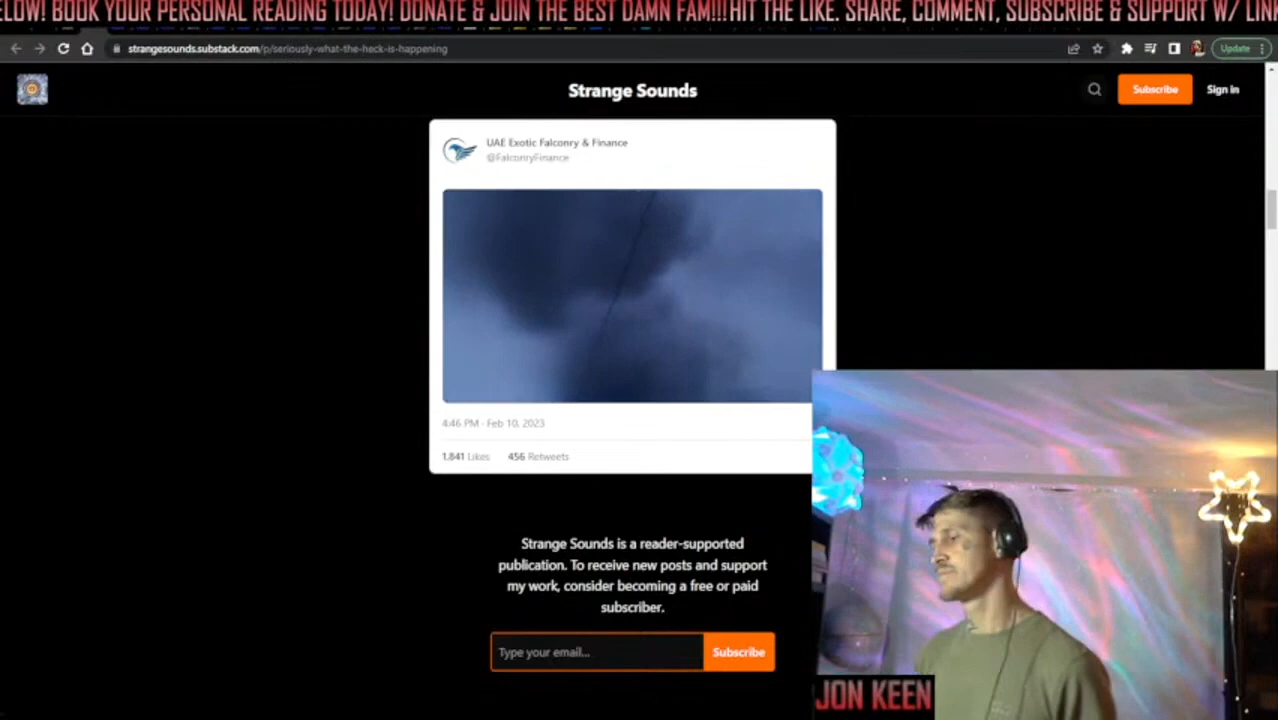 ELOW! BOOK YOUR PERSONAL READING TODAY! DONATE & JOIN THE BEST DAMN FAM!!! HIT THE LIKE. SHARE, COMMENT, SUBSCRIBE & SUPPORT W/ LINK
strangesounds.substack.com/p/seriously-what-the-heck-is-happening
Update
Strange Sounds
Subscribe
Sign in
UAE Exotic Falconry & Finance
@FalconryFinance
4:46 PM · Feb 10, 2023
1,841 Likes 456 Retweets
Strange Sounds is a reader-supported
publication. To receive new posts and support
my work, consider becoming a free or paid
subscriber.
Type your email...
Subscribe
JON KEEN